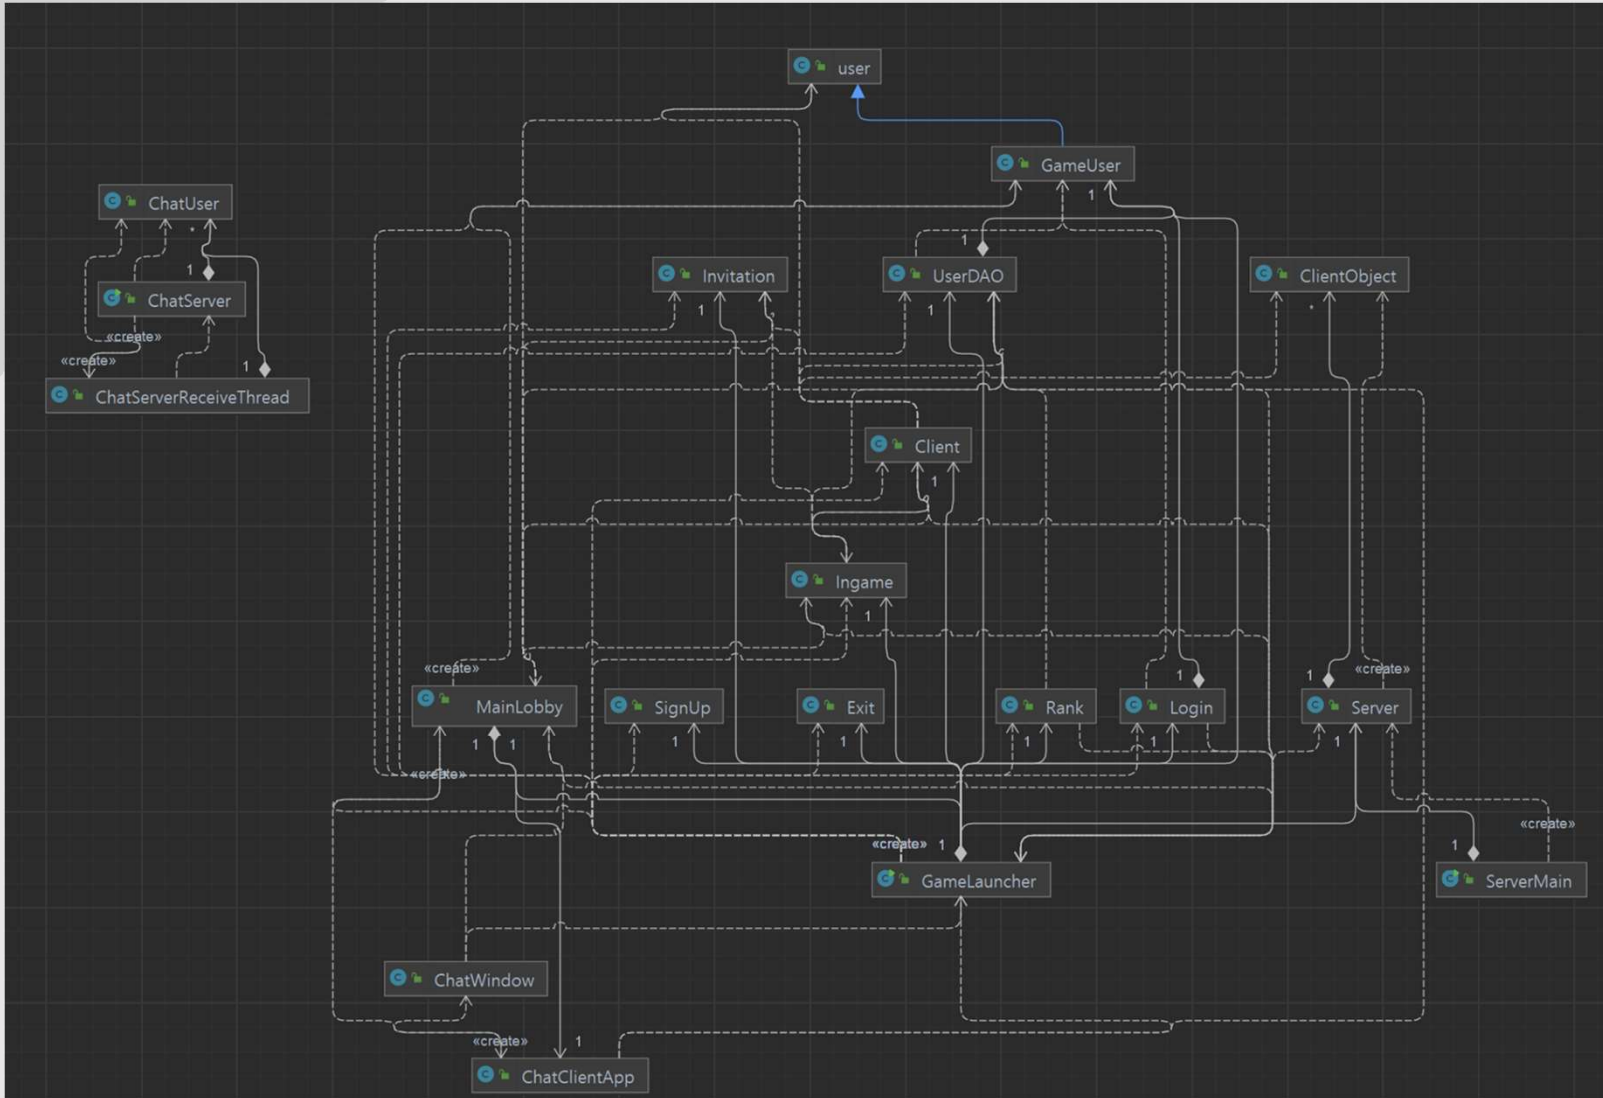 user
GameUser
1
ChatUser
*
1
Invitation
1
1
UserDAO
1
ClientObject
*
ChatServer
«create»
«create»
1
ChatServerReceiveThread
Client
1
Ingame
1
«create»
MainLobby
1
1
SignUp
1
Exit
1
Rank
1
1
Login
1
1
«create»
Server
1
«create»
«create»
1
GameLauncher
«create»
1
ServerMain
ChatWindow
«create»
1
ChatClientApp